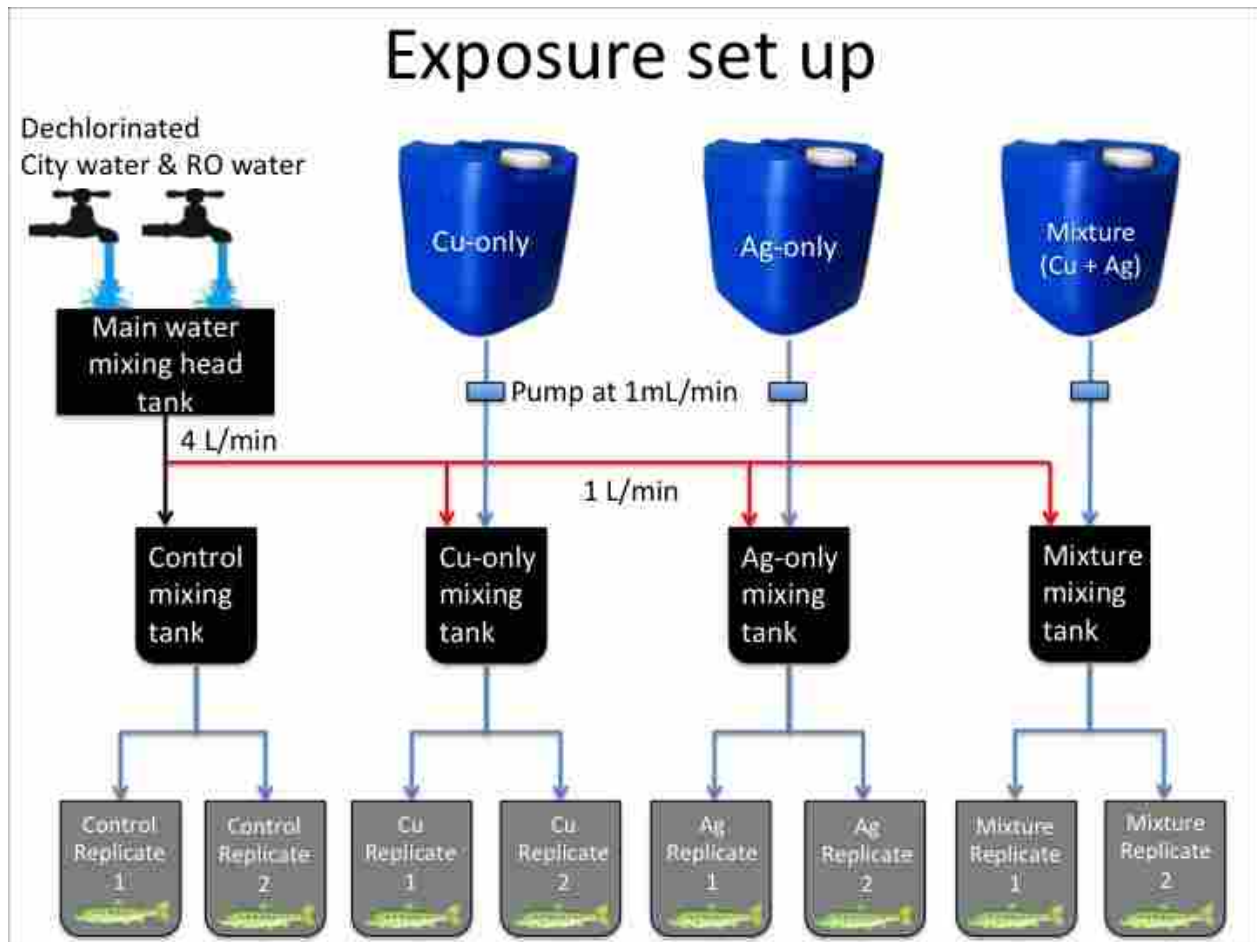 Exposure set up
Dechlorinated
City water & RO water
Cu-only
Ag-only
Mixture
(Cu + Ag)
Main water
mixing head
tank
Pump at 1mL/min
4 L/min
1 L/min
Control
mixing
tank
Cu-only
mixing
tank
Ag-only
mixing
tank
Mixture
mixing
tank
Control
Replicate
1
Control
Replicate
2
Cu
Replicate
1
Cu
Replicate
2
Ag
Replicate
1
Ag
Replicate
2
Mixture
Replicate
1
Mixture
Replicate
2